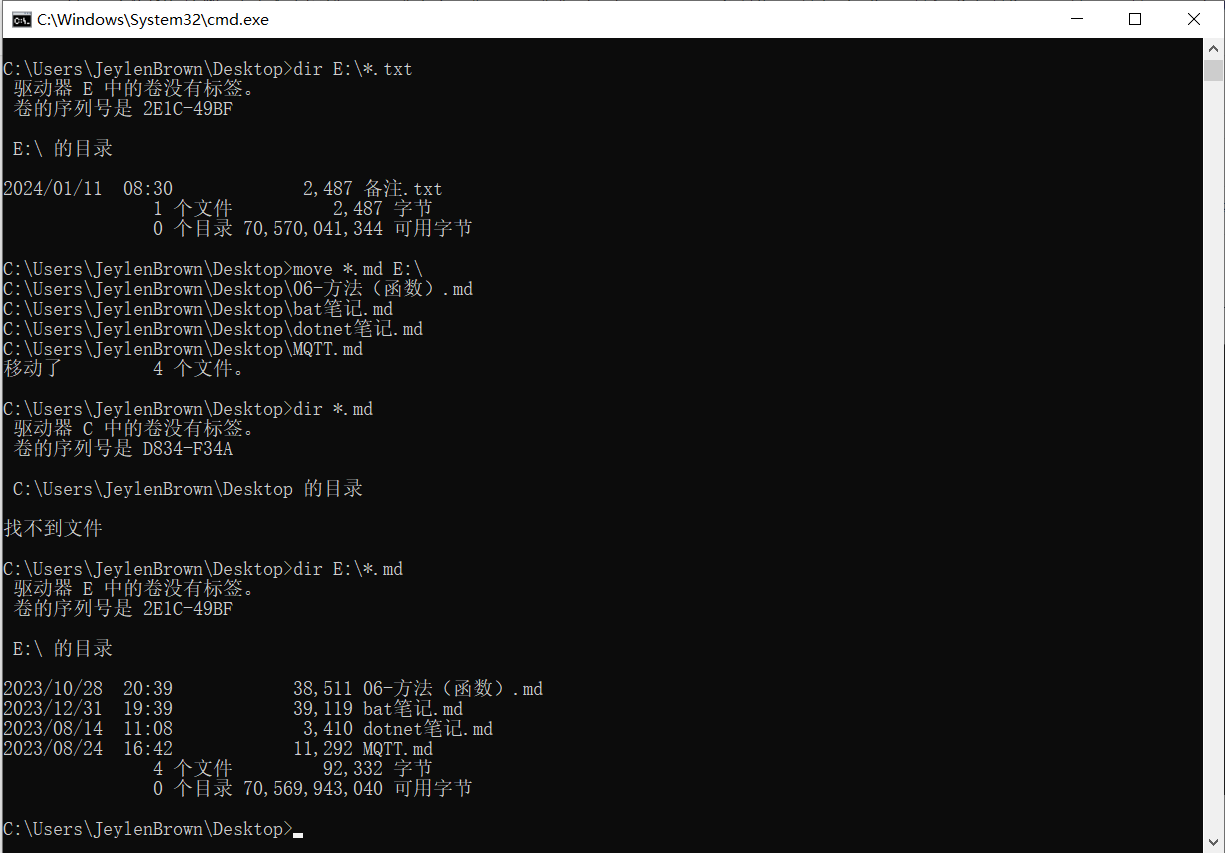 C:\Windows\System32\cmd.exe
C:\Users\JeylenBrown\Desktop>dir E:\*.txt
驱动器 E 中的卷没有标签。
卷的序列号是 2E1C-49BF
E:\ 的目录
2024/01/11  08:30             2,487 备注.txt
1 个文件          2,487 字节
0 个目录 70,570,041,344 可用字节
C:\Users\JeylenBrown\Desktop>move *.md E:\
C:\Users\JeylenBrown\Desktop\06-方法（函数）.md
C:\Users\JeylenBrown\Desktop\bat笔记.md
C:\Users\JeylenBrown\Desktop\dotnet笔记.md
C:\Users\JeylenBrown\Desktop\MQTT.md
移动了         4 个文件。
C:\Users\JeylenBrown\Desktop>dir *.md
驱动器 C 中的卷没有标签。
卷的序列号是 D834-F34A
C:\Users\JeylenBrown\Desktop 的目录
找不到文件
C:\Users\JeylenBrown\Desktop>dir E:\*.md
驱动器 E 中的卷没有标签。
卷的序列号是 2E1C-49BF
E:\ 的目录
2023/10/28  20:39            38,511 06-方法（函数）.md
2023/12/31  19:39            39,119 bat笔记.md
2023/08/14  11:08             3,410 dotnet笔记.md
2023/08/24  16:42            11,292 MQTT.md
4 个文件         92,332 字节
0 个目录 70,569,943,040 可用字节
C:\Users\JeylenBrown\Desktop>